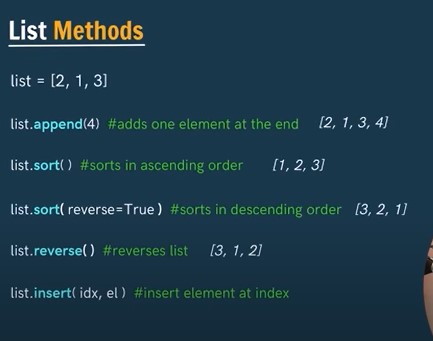 List Methods
list = [2, 1, 3]
list.append(4) #adds one element at the end [2, 1, 3, 4]
list.sort( ) #sorts in ascending order [1, 2, 3]
list.sort( reverse=True ) #sorts in descending order [3, 2, 1]
list.reverse( ) #reverses list [3, 1, 2]
list.insert( idx, el ) #insert element at index